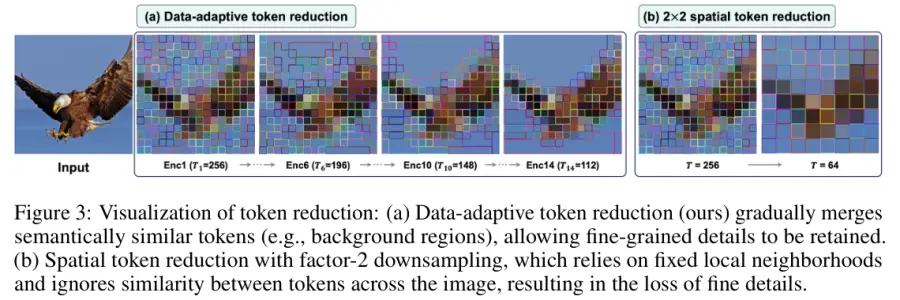 (a) Data-adaptive token reduction
(b) 2×2 spatial token reduction
Input
Enc1 (T₁=256)
Enc6 (T₆=196)
Enc10 (T₁₀=148)
Enc14 (T₁₄=112)
T = 256
T = 64
Figure 3: Visualization of token reduction: (a) Data-adaptive token reduction (ours) gradually merges
semantically similar tokens (e.g., background regions), allowing fine-grained details to be retained.
(b) Spatial token reduction with factor-2 downsampling, which relies on fixed local neighborhoods
and ignores similarity between tokens across the image, resulting in the loss of fine details.